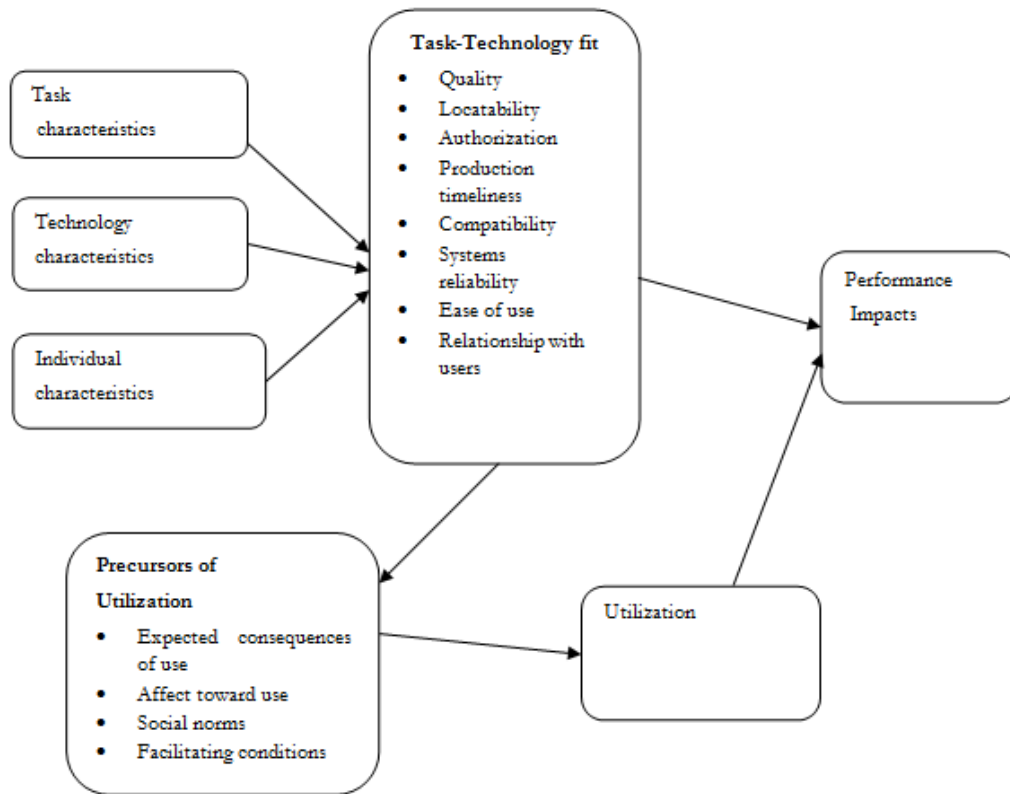 Task-Technology fit
• Quality
• Locatability
• Authorization
• Production
timeliness
• Compatibility
• Systems
reliability
• Ease of use
• Relationship with
users
Task
characteristics
Technology
characteristics
Individual
characteristics
Performance
Impacts
Precursors of
Utilization
• Expected consequences
of use
• Affect toward use
• Social norms
• Facilitating conditions
Utilization